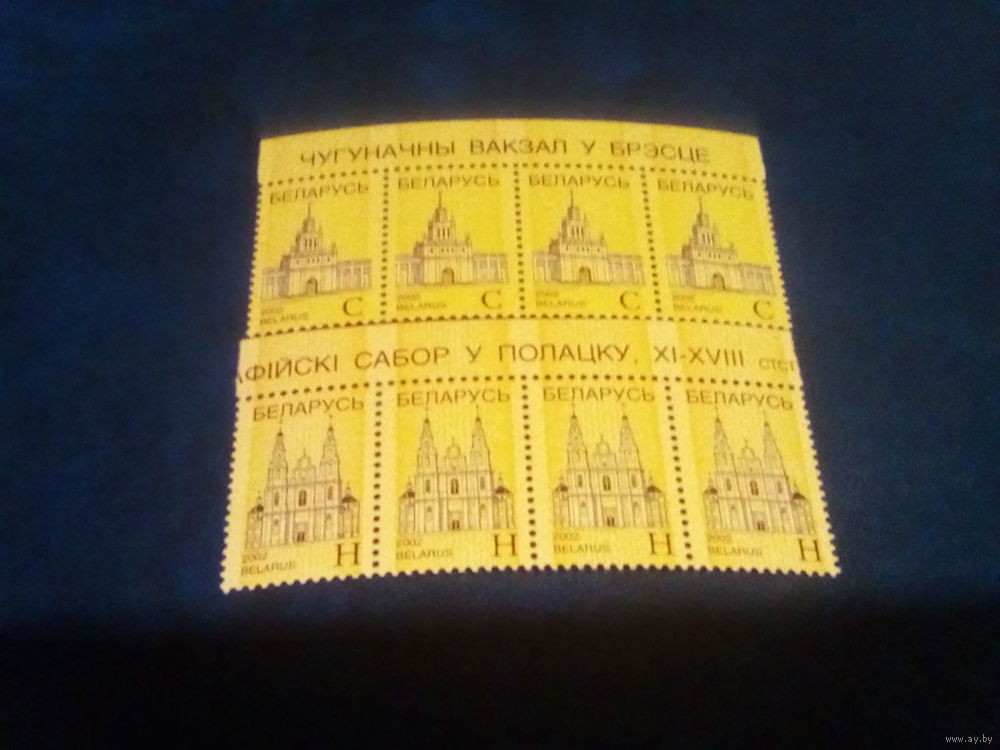 ЧУГУНАЧНЫ ВАКЗАЛ У БРЭСЦЕ
БЕЛАРУСЬ БЕЛАРУСЬ БЕЛАРУСЬ БЕЛАРУСЬ
2002 2002 2002 2002
BELARUS C BELARUS C BELARUS C BELARUS C
АФІЙСКІ САБОР У ПОЛАЦКУ, XI-XVIII СТСТ
БЕЛАРУСЬ БЕЛАРУСЬ БЕЛАРУСЬ БЕЛАРУСЬ
2002 2002 2002 2002
BELARUS H BELARUS H BELARUS H BELARUS H
www.ay.by